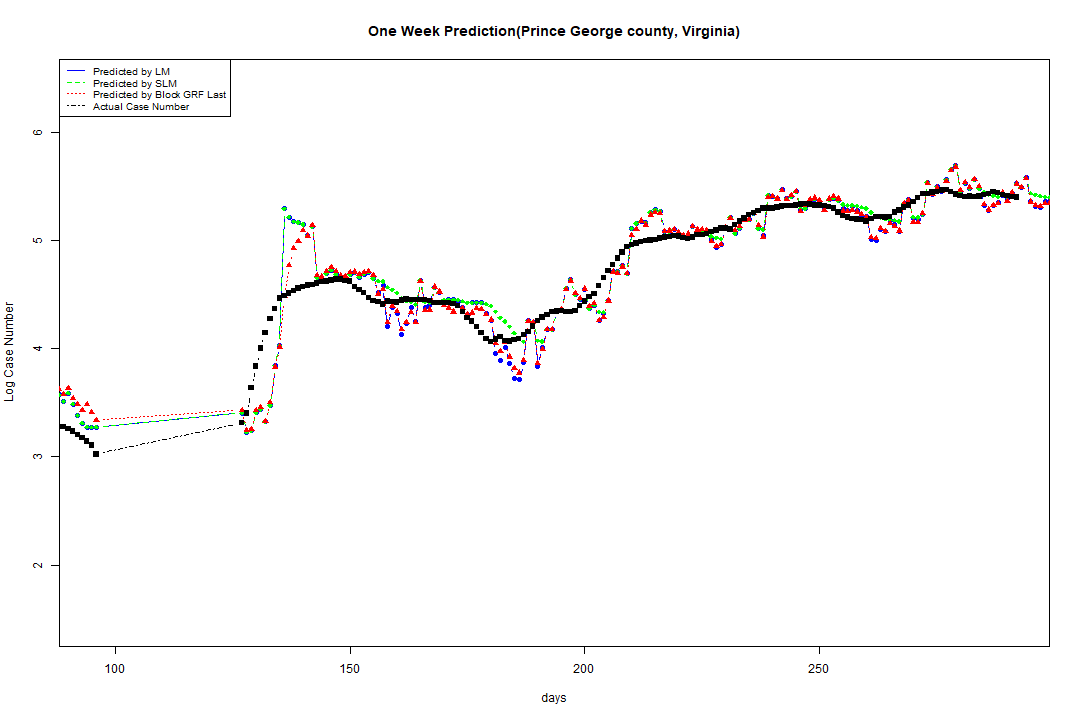 One Week Prediction(Prince George county, Virginia)
Predicted by LM
Predicted by SLM
Predicted by Block GRF Last
Actual Case Number
6
5
4
3
2
Log Case Number
100 150 200 250
days